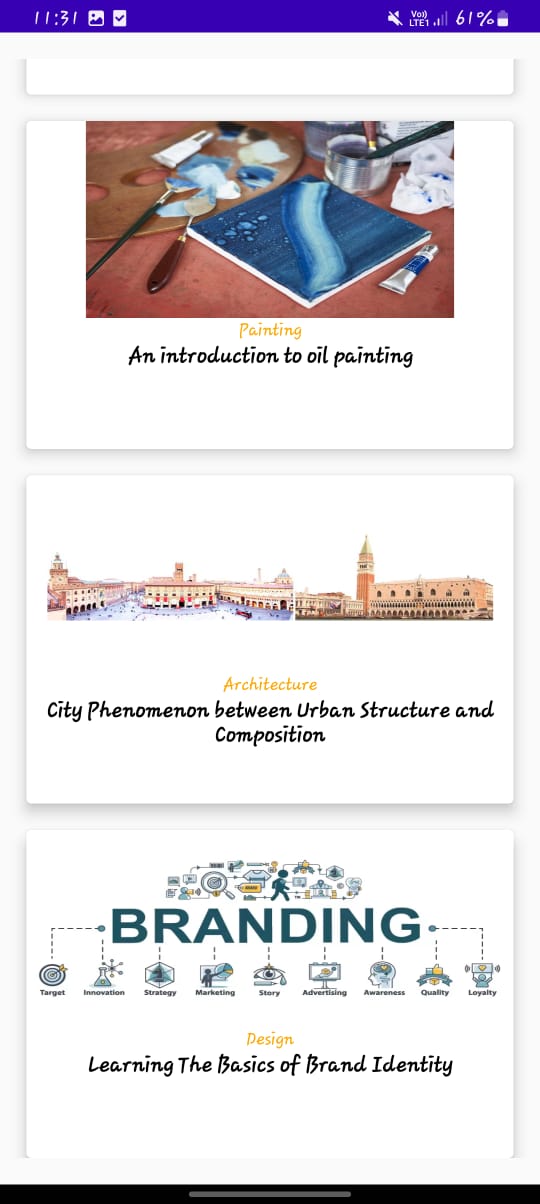 11:31
Vo)) LTE1 61%
Painting
An introduction to oil painting
Architecture
City Phenomenon between Urban Structure and
Composition
BRANDING
Target Innovation Strategy Marketing Story Advertising Awareness Quality Loyalty
Design
Learning The Basics of Brand Identity